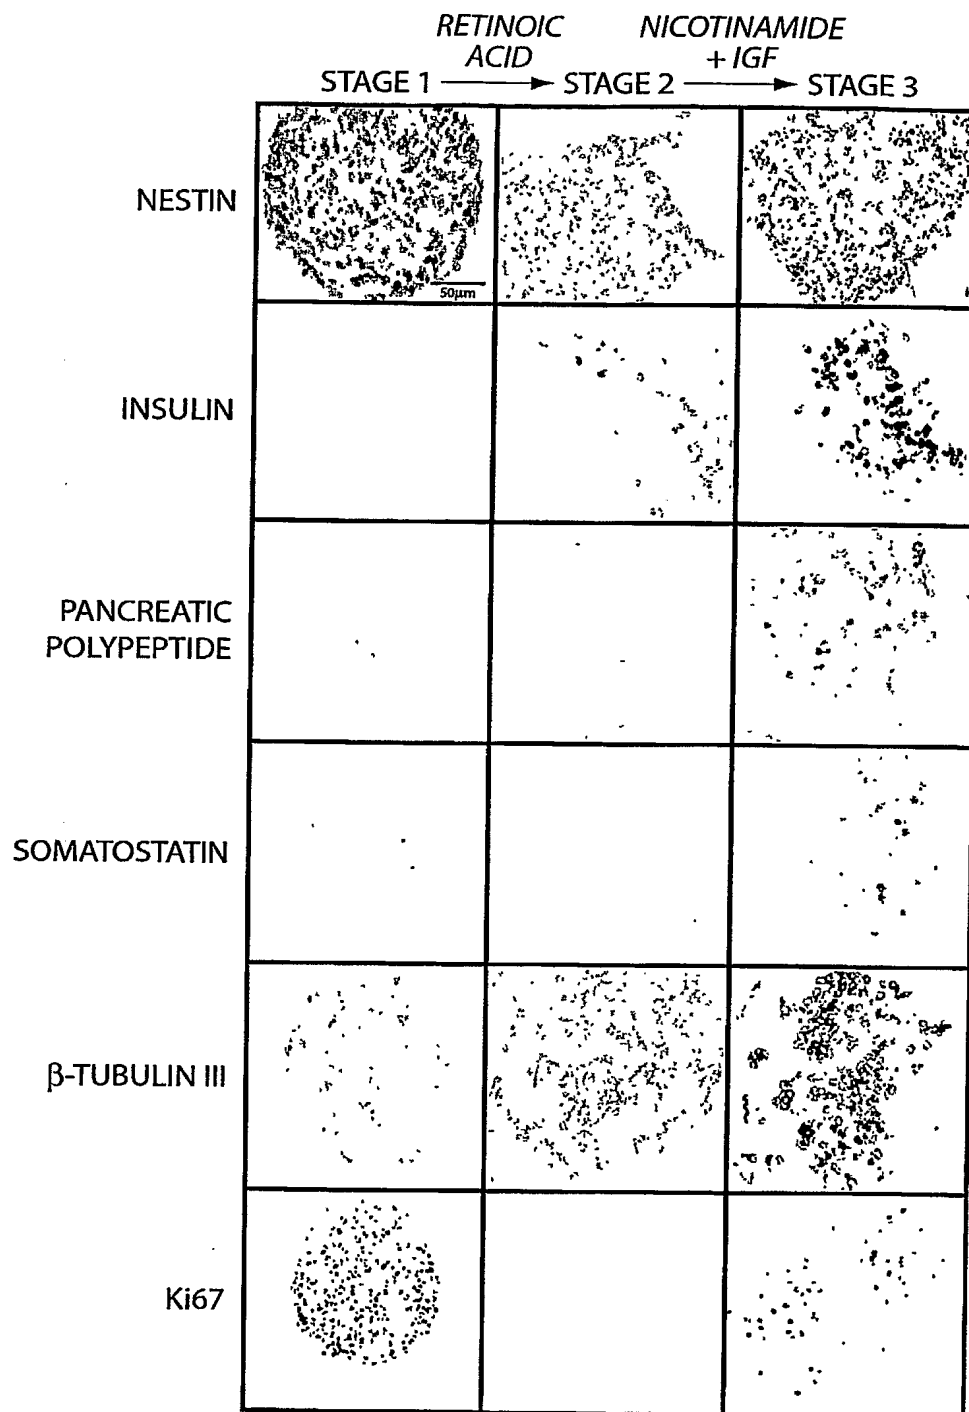 RETINOIC NICOTINAMIDE
ACID + IGF
STAGE 1 STAGE 2 STAGE 3
NESTIN
50µm
INSULIN
PANCREATIC
POLYPEPTIDE
SOMATOSTATIN
β-TUBULIN III
Ki67